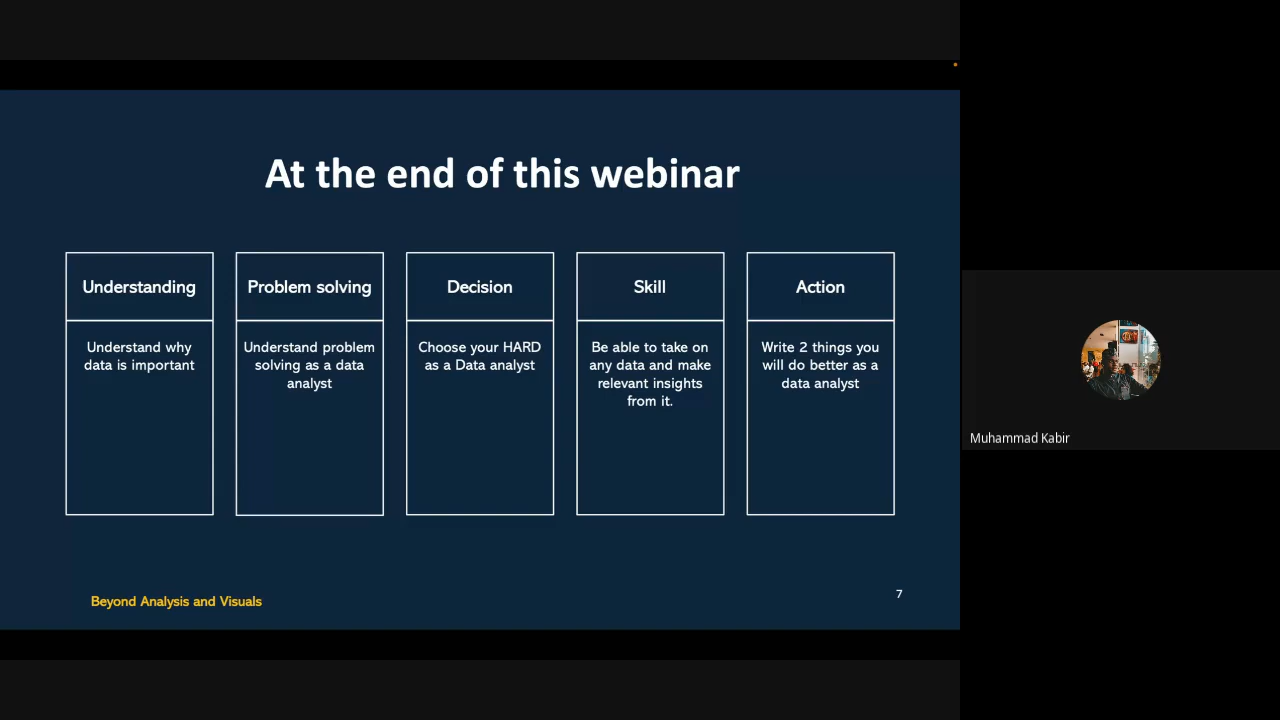 At the end of this webinar
Understanding
Understand why
data is important
Problem solving
Understand problem
solving as a data
analyst
Decision
Choose your HARD
as a Data analyst
Skill
Be able to take on
any data and make
relevant insights
from it.
Action
Write 2 things you
will do better as a
data analyst
Beyond Analysis and Visuals
7
Muhammad Kabir